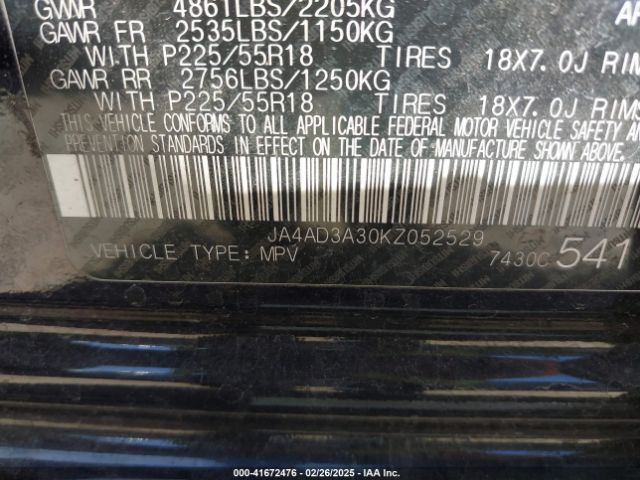 GVWR 4861LBS/2205KG
GAWR FR 2535LBS/1150KG
WITH P225/55R18 TIRES 18X7.0J RIM
GAWR RR 2756LBS/1250KG
WITH P225/55R18 TIRES 18X7.0J RIMS
THIS VEHICLE CONFORMS TO ALL APPLICABLE FEDERAL MOTOR VEHICLE SAFETY A
PREVENTION STANDARDS IN EFFECT ON THE DATE OF MANUFACTURE SHOWN ABOVE.
JA4AD3A30KZ052529
VEHICLE TYPE: MPV 7430C 541
000-41672476 - 02/26/2025 - IAA Inc.